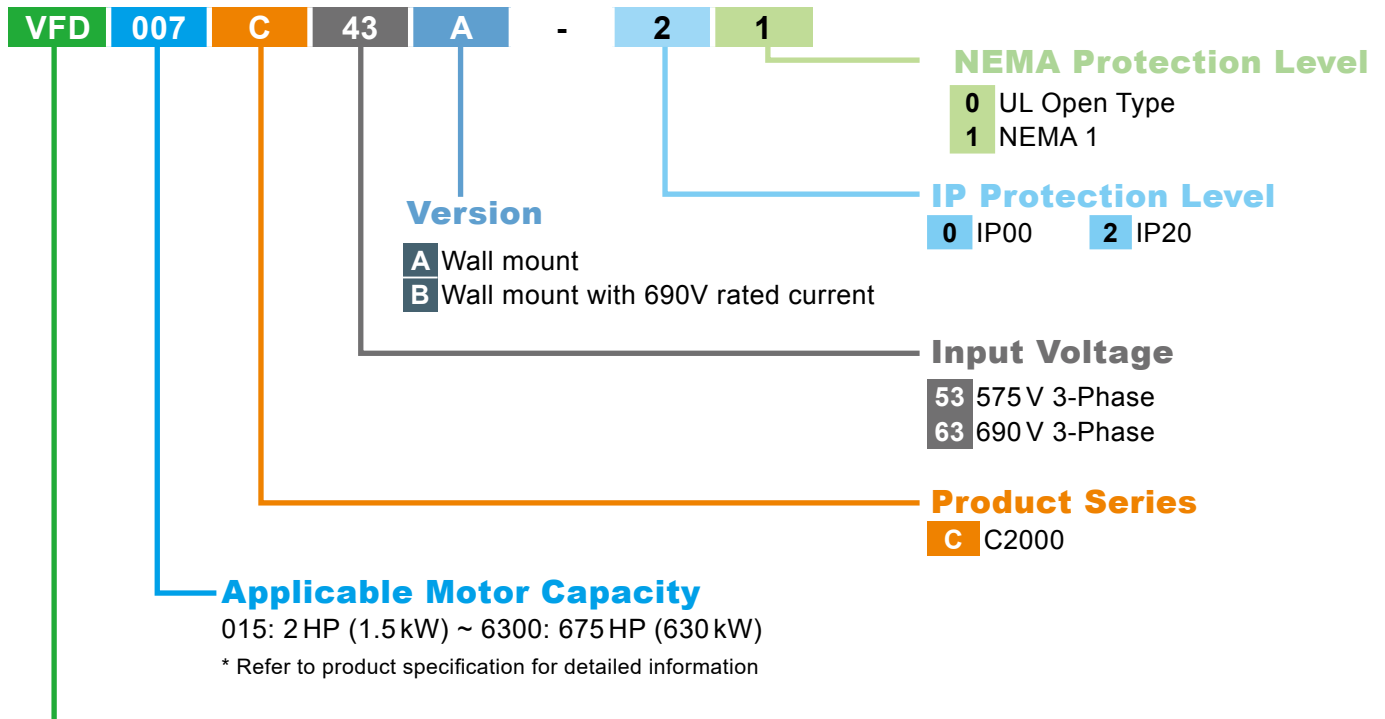 VFD 007 C 43 A - 2 1
NEMA Protection Level
0 UL Open Type
1 NEMA 1
IP Protection Level
0 IP00 2 IP20
Version
A Wall mount
B Wall mount with 690V rated current
Input Voltage
53 575 V 3-Phase
63 690 V 3-Phase
Product Series
C C2000
Applicable Motor Capacity
015: 2 HP (1.5 kW) ~ 6300: 675 HP (630 kW)
* Refer to product specification for detailed information